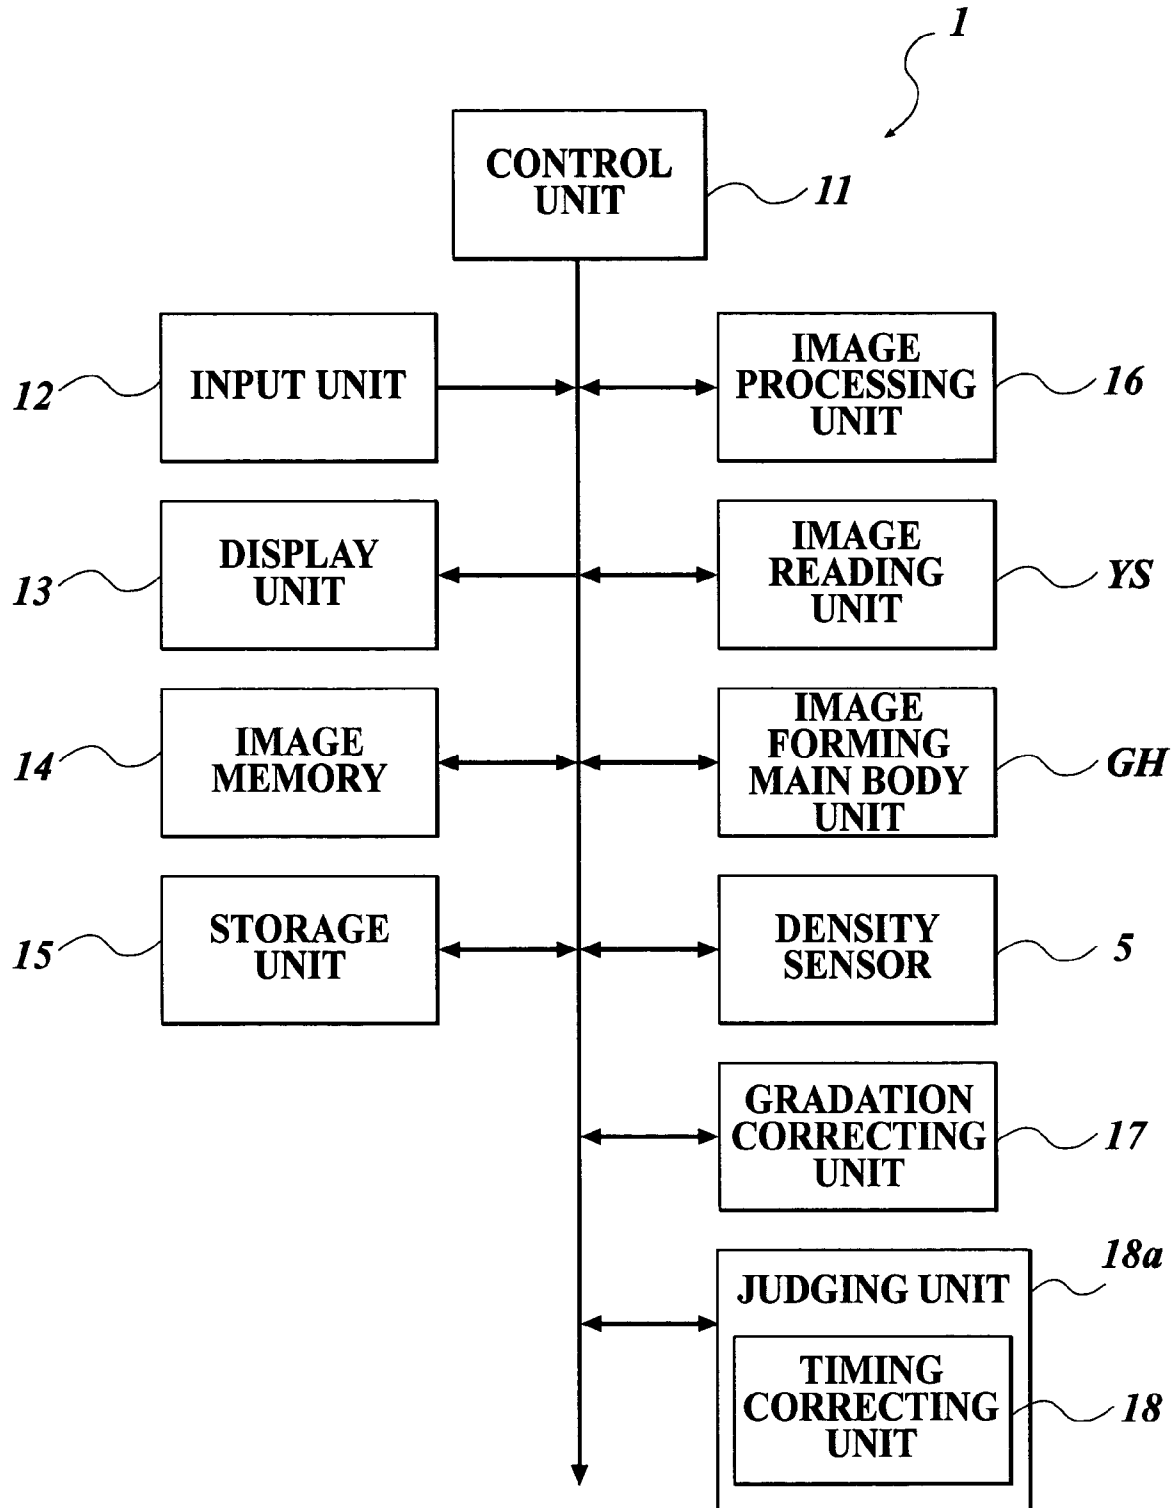 1
CONTROL
UNIT
11
INPUT UNIT
12
IMAGE
PROCESSING
UNIT
16
DISPLAY
UNIT
13
IMAGE
READING
UNIT
YS
IMAGE
MEMORY
14
IMAGE
FORMING
MAIN BODY
UNIT
GH
STORAGE
UNIT
15
DENSITY
SENSOR
5
GRADATION
CORRECTING
UNIT
17
JUDGING UNIT
18a
TIMING
CORRECTING
UNIT
18